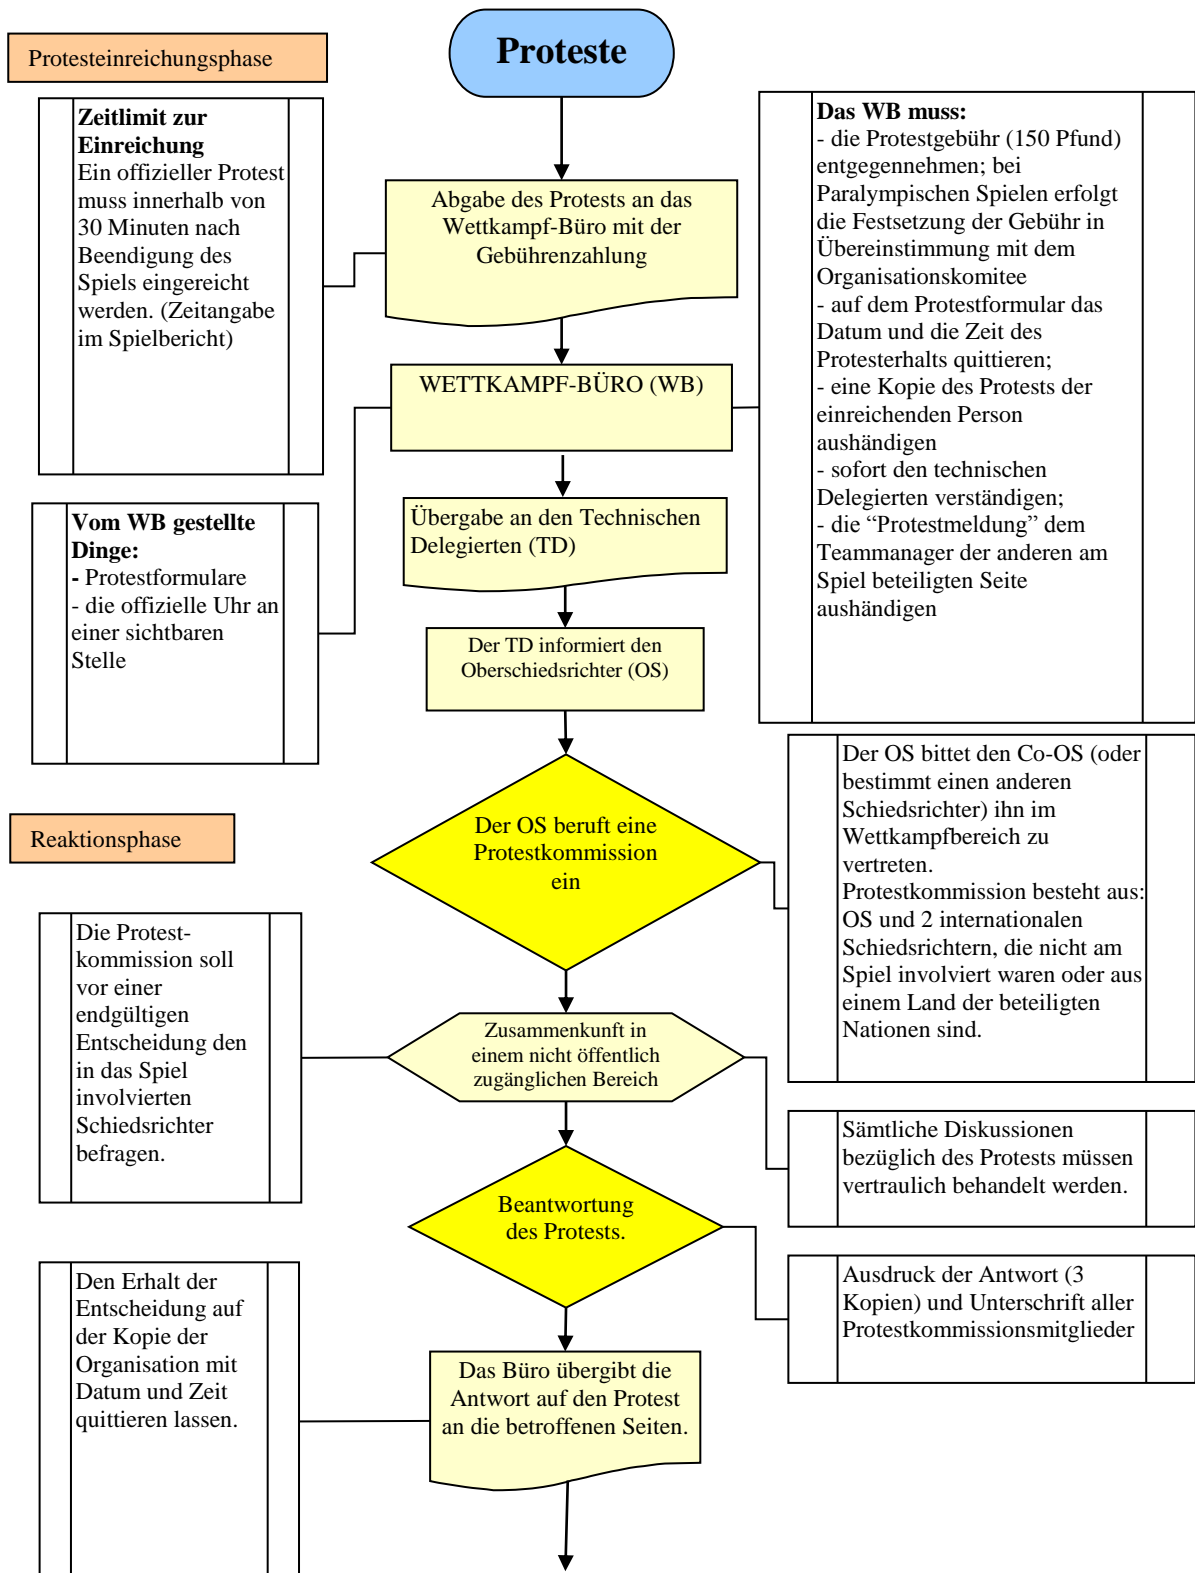 Proteste
Protesteinreichungsphase
Zeitlimit zur
Einreichung
Ein offizieller Protest
muss innerhalb von
30 Minuten nach
Beendigung des
Spiels eingereicht
werden. (Zeitangabe
im Spielbericht)
Abgabe des Protests an das
Wettkampf-Büro mit der
Gebührenzahlung
Das WB muss:
- die Protestgebühr (150 Pfund)
entgegennehmen; bei
Paralympischen Spielen erfolgt
die Festsetzung der Gebühr in
Übereinstimmung mit dem
Organisationskomitee
- auf dem Protestformular das
Datum und die Zeit des
Protesterhalts quittieren;
- eine Kopie des Protests der
einreichenden Person
aushändigen
- sofort den technischen
Delegierten verständigen;
- die “Protestmeldung” dem
Teammanager der anderen am
Spiel beteiligten Seite
aushändigen
WETTKAMPF-BÜRO (WB)
Vom WB gestellte
Dinge:
- Protestformulare
- die offizielle Uhr an
einer sichtbaren
Stelle
Übergabe an den Technischen
Delegierten (TD)
Der TD informiert den
Oberschiedsrichter (OS)
Reaktionsphase
Der OS beruft eine
Protestkommission
ein
Der OS bittet den Co-OS (oder
bestimmt einen anderen
Schiedsrichter) ihn im
Wettkampfbereich zu
vertreten.
Protestkommission besteht aus:
OS und 2 internationalen
Schiedsrichtern, die nicht am
Spiel involviert waren oder aus
einem Land der beteiligten
Nationen sind.
Die Protest-
kommission soll
vor einer
endgültigen
Entscheidung den
in das Spiel
involvierten
Schiedsrichter
befragen.
Zusammenkunft in
einem nicht öffentlich
zugänglichen Bereich
Sämtliche Diskussionen
bezüglich des Protests müssen
vertraulich behandelt werden.
Beantwortung
des Protests.
Ausdruck der Antwort (3
Kopien) und Unterschrift aller
Protestkommissionsmitglieder
Den Erhalt der
Entscheidung auf
der Kopie der
Organisation mit
Datum und Zeit
quittieren lassen.
Das Büro übergibt die
Antwort auf den Protest
an die betroffenen Seiten.